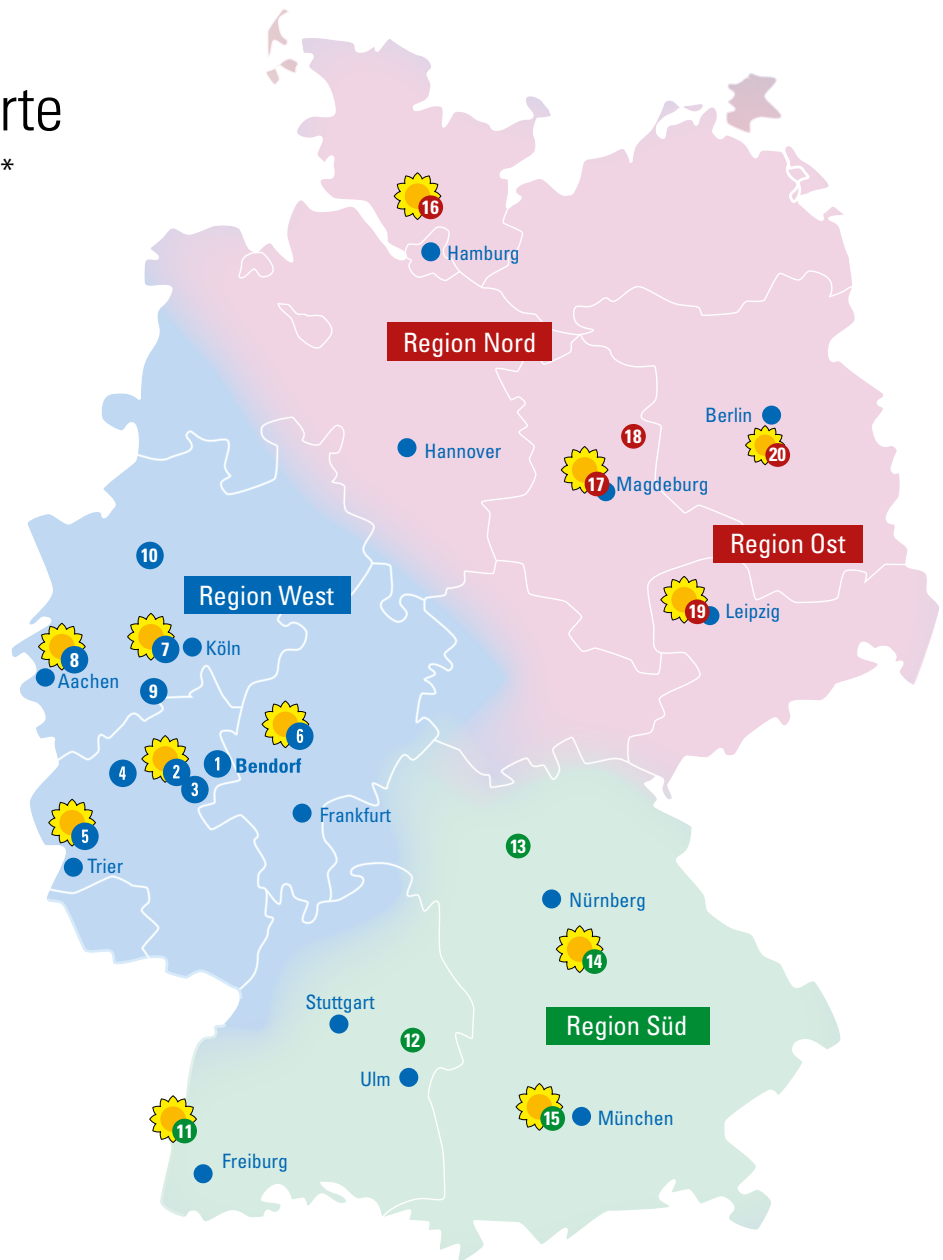 rte
*
16
Hamburg
Region Nord
Berlin
18
20
Hannover
17
Magdeburg
Region Ost
10
Region West
19
Leipzig
7
Köln
8
Aachen
9
6
1
Bendorf
2
4
3
Frankfurt
5
13
Trier
Nürnberg
14
Stuttgart
Region Süd
12
Ulm
15
München
11
Freiburg